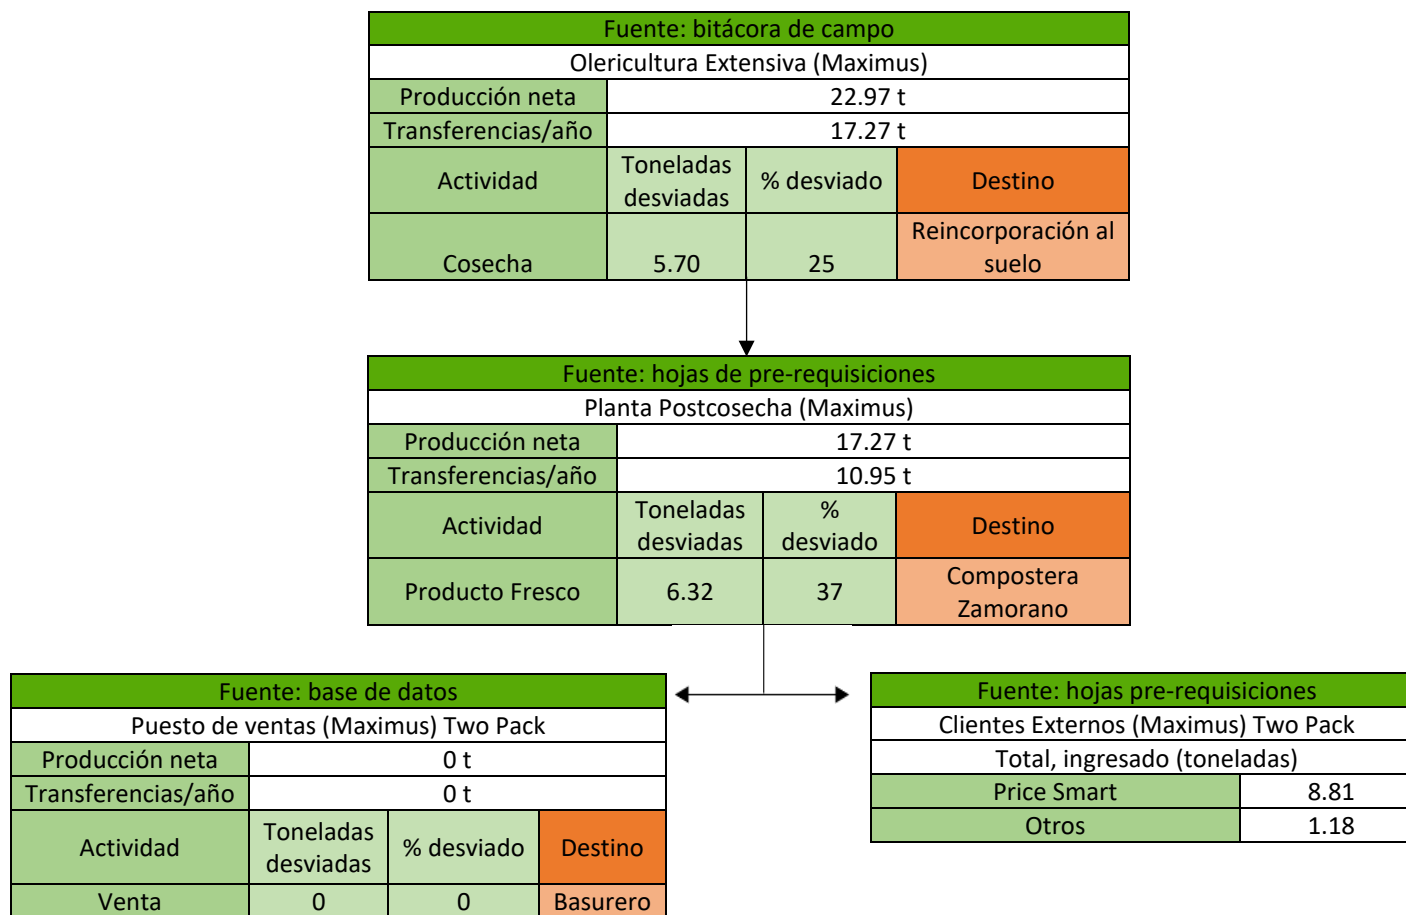 Fuente: bitácora de campo
Olericultura Extensiva (Maximus)
Producción neta 22.97 t
Transferencias/año 17.27 t
Actividad Toneladas desviadas % desviado Destino
Cosecha 5.70 25 Reincorporación al suelo
Fuente: hojas de pre-requisiciones
Planta Postcosecha (Maximus)
Producción neta 17.27 t
Transferencias/año 10.95 t
Actividad Toneladas desviadas % desviado Destino
Producto Fresco 6.32 37 Compostera Zamorano
Fuente: base de datos
Puesto de ventas (Maximus) Two Pack
Producción neta 0 t
Transferencias/año 0 t
Actividad Toneladas desviadas % desviado Destino
Venta 0 0 Basurero
Fuente: hojas pre-requisiciones
Clientes Externos (Maximus) Two Pack
Total, ingresado (toneladas)
Price Smart 8.81
Otros 1.18